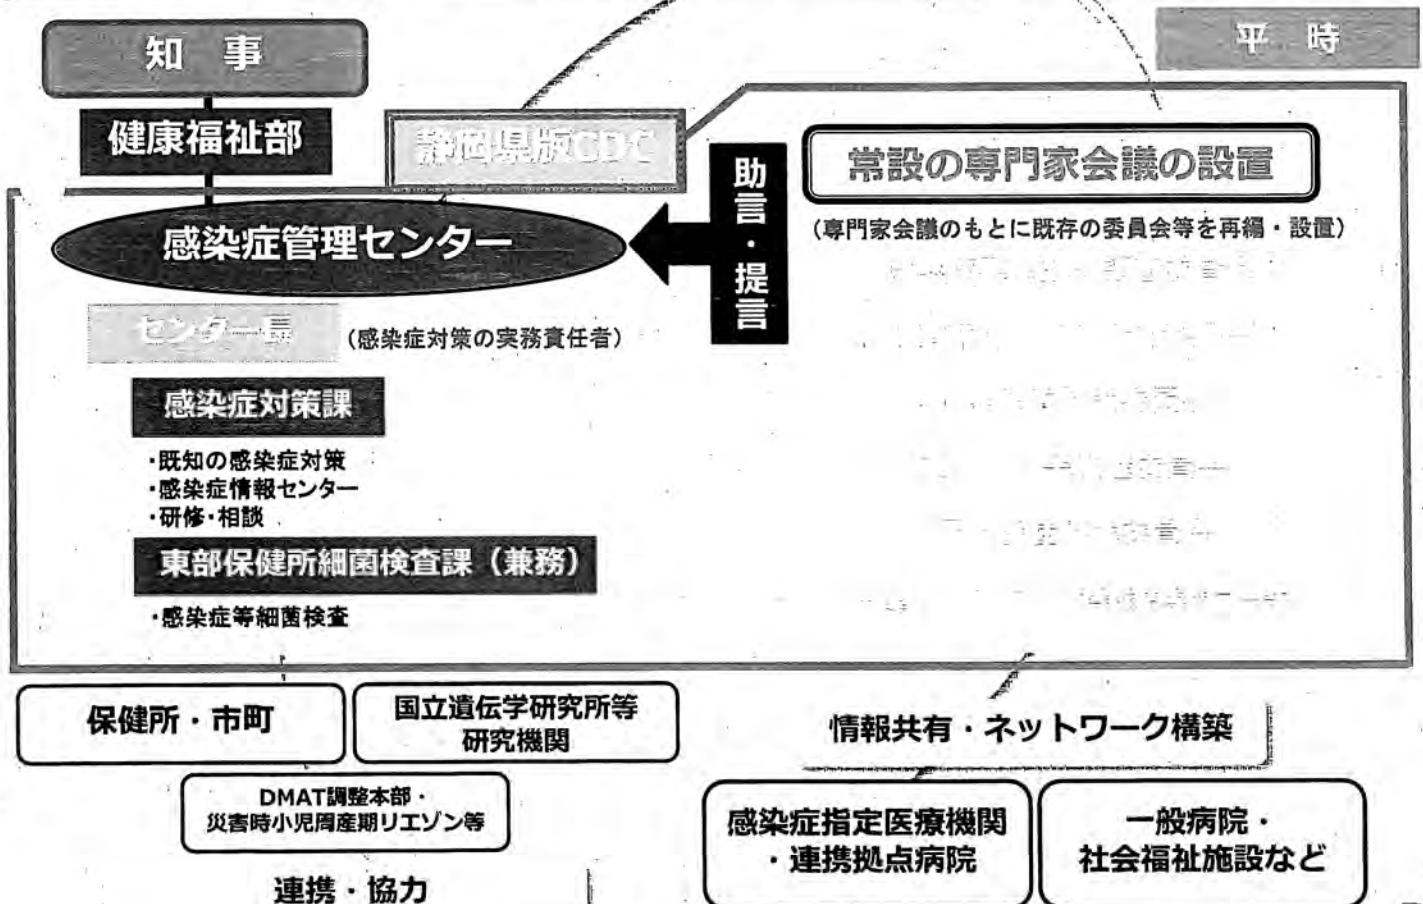 知 事
平 時
健康福祉部
静岡県版CDC
助言・提言
常設の専門家会議の設置
(専門家会議のもとに既存の委員会等を再編・設置)
感染症管理センター
センター長
(感染症対策の実務責任者)
感染症対策課
・既知の感染症対策
・感染症情報センター
・研修・相談
東部保健所細菌検査課(兼務)
・感染症等細菌検査
保健所・市町
国立遺伝学研究所等
研究機関
DMAT調整本部・
災害時小児周産期リエゾン等
連携・協力
情報共有・ネットワーク構築
感染症指定医療機関
・連携拠点病院
一般病院・
社会福祉施設など